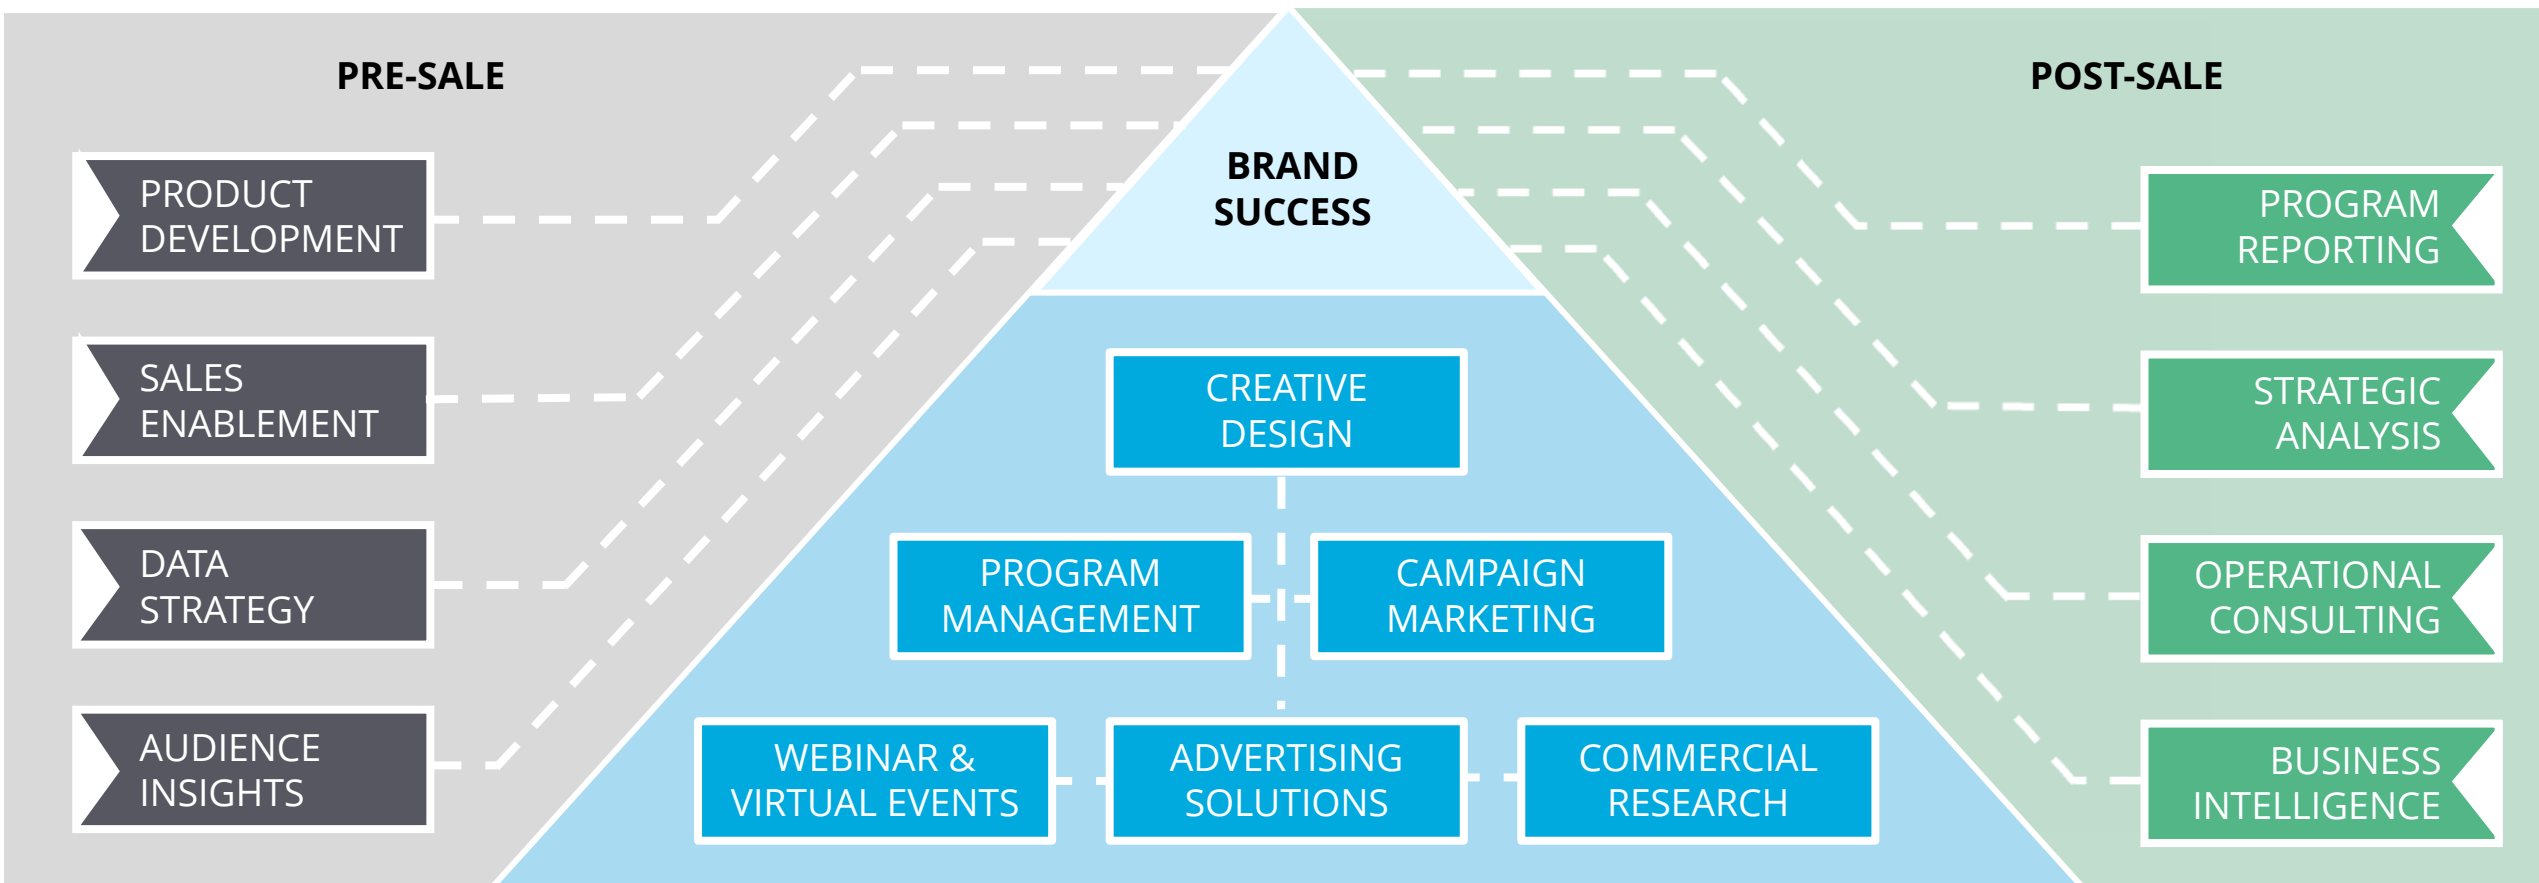 PRE-SALE
PRODUCT
DEVELOPMENT
SALES
ENABLEMENT
DATA
STRATEGY
AUDIENCE
INSIGHTS
BRAND
SUCCESS
CREATIVE
DESIGN
PROGRAM
MANAGEMENT
CAMPAIGN
MARKETING
WEBINAR &
VIRTUAL EVENTS
ADVERTISING
SOLUTIONS
COMMERCIAL
RESEARCH
POST-SALE
PROGRAM
REPORTING
STRATEGIC
ANALYSIS
OPERATIONAL
CONSULTING
BUSINESS
INTELLIGENCE